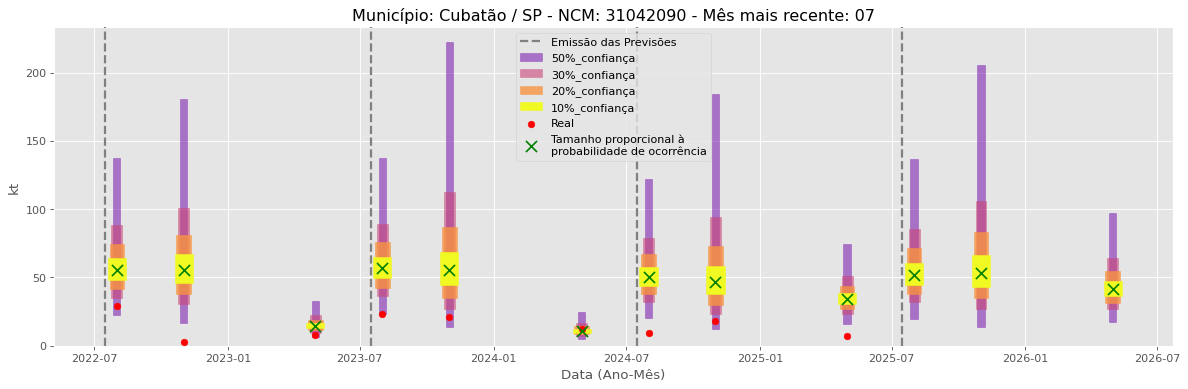 Município: Cubatão / SP - NCM: 31042090 - Mês mais recente: 07
kt
200
150
100
50
0
Emissão das Previsões
50%_confiança
30%_confiança
20%_confiança
10%_confiança
Real
Tamanho proporcional à
probabilidade de ocorrência
2022-07
2023-01
2023-07
2024-01
2024-07
2025-01
2025-07
2026-01
2026-07
Data (Ano-Mês)